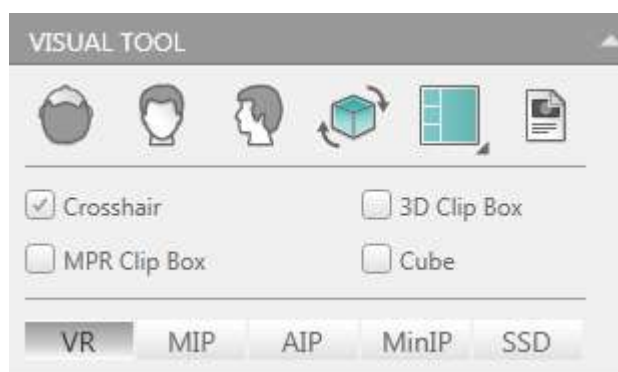 VISUAL TOOL
Crosshair 3D Clip Box
MPR Clip Box Cube
VR MIP AIP MinIP SSD